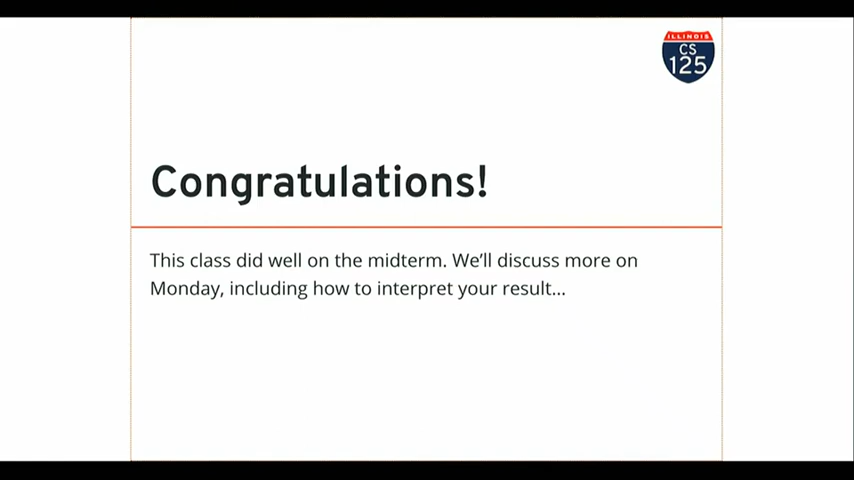 ILLINOIS
CS
125
Congratulations!
This class did well on the midterm. We'll discuss more on
Monday, including how to interpret your result...